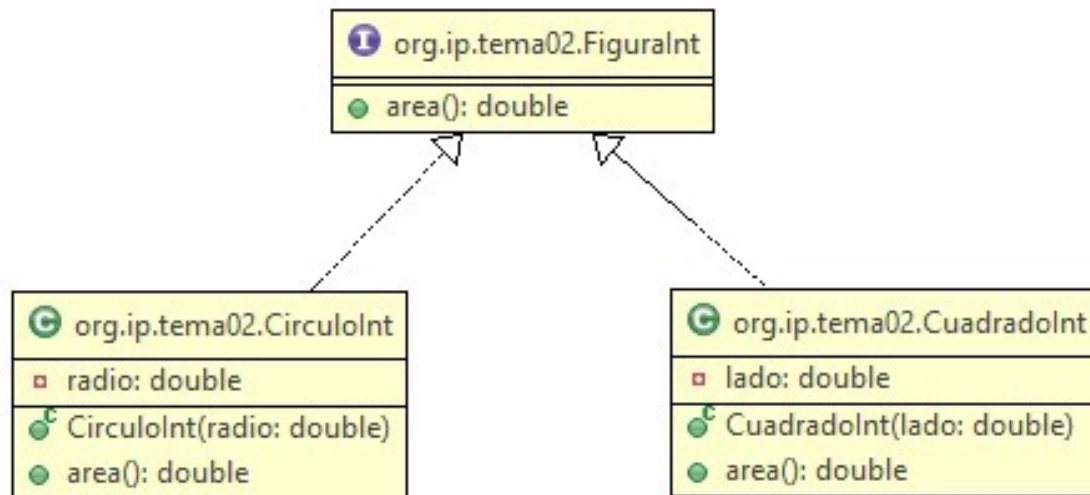 I org.ip.tema02.FiguraInt
area(): double
C org.ip.tema02.CirculoInt
radio: double
C CirculoInt(radio: double)
area(): double
C org.ip.tema02.CuadradoInt
lado: double
C CuadradoInt(lado: double)
area(): double